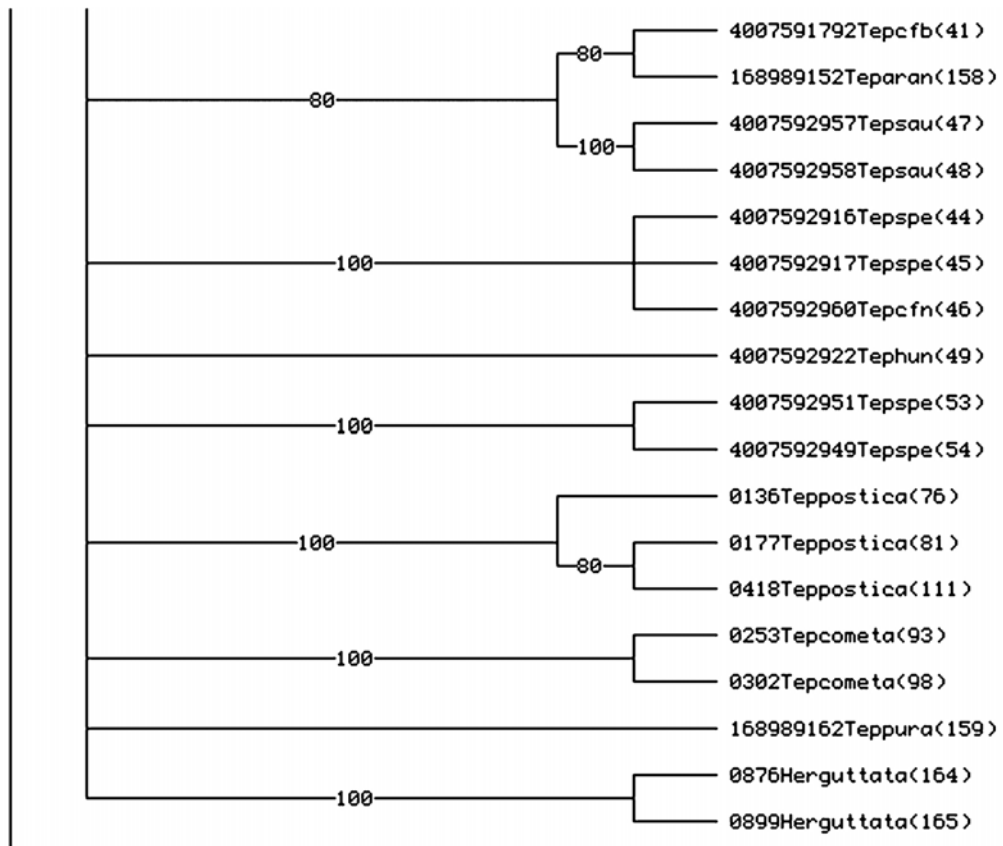 4007591792Tepcfb(41)
80
168989152Teparan(158)
80
4007592957Tepsau(47)
100
4007592958Tepsau(48)
4007592916Tepspe(44)
100
4007592917Tepspe(45)
4007592960Tepcfn(46)
4007592922Tephun(49)
4007592951Tepspe(53)
100
4007592949Tepspe(54)
0136Teppostica(76)
100
0177Teppostica(81)
80
0418Teppostica(111)
0253Tepcometa(93)
100
0302Tepcometa(98)
168989162Teppura(159)
0876Herguttata(164)
100
0899Herguttata(165)